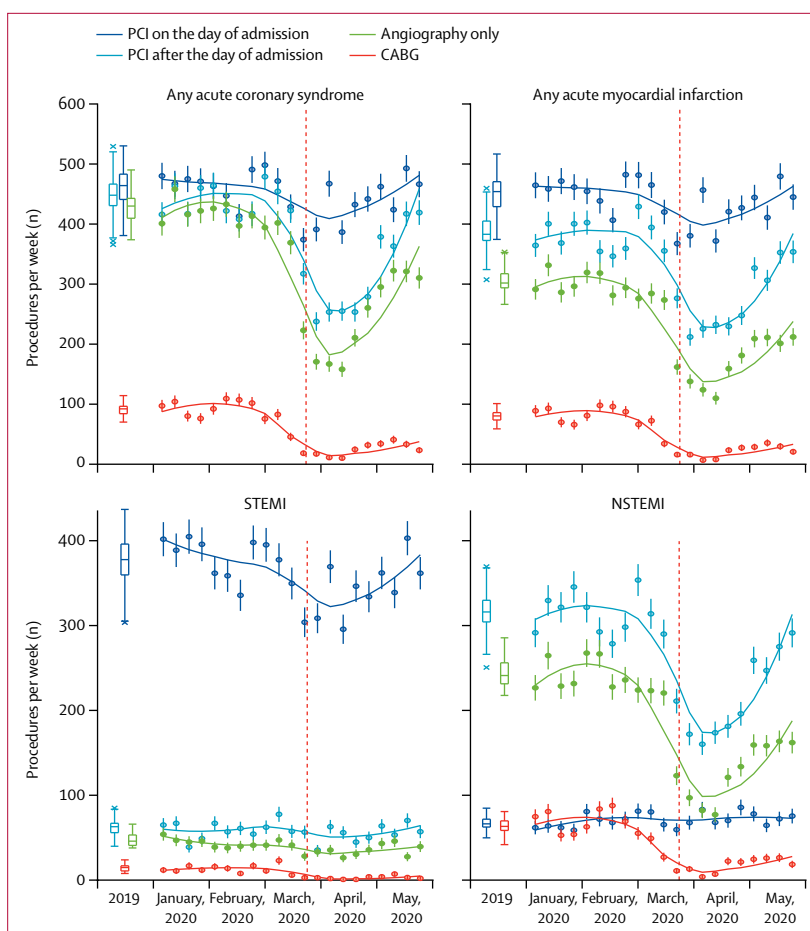 PCI on the day of admission
PCI after the day of admission
Angiography only
CABG
Any acute coronary syndrome
Any acute myocardial infarction
Procedures per week (n)
600
500
400
300
200
100
0
STEMI
NSTEMI
Procedures per week (n)
400
300
200
100
0
2019 January, 2020 February, 2020 March, 2020 April, 2020 May, 2020
2019 January, 2020 February, 2020 March, 2020 April, 2020 May, 2020